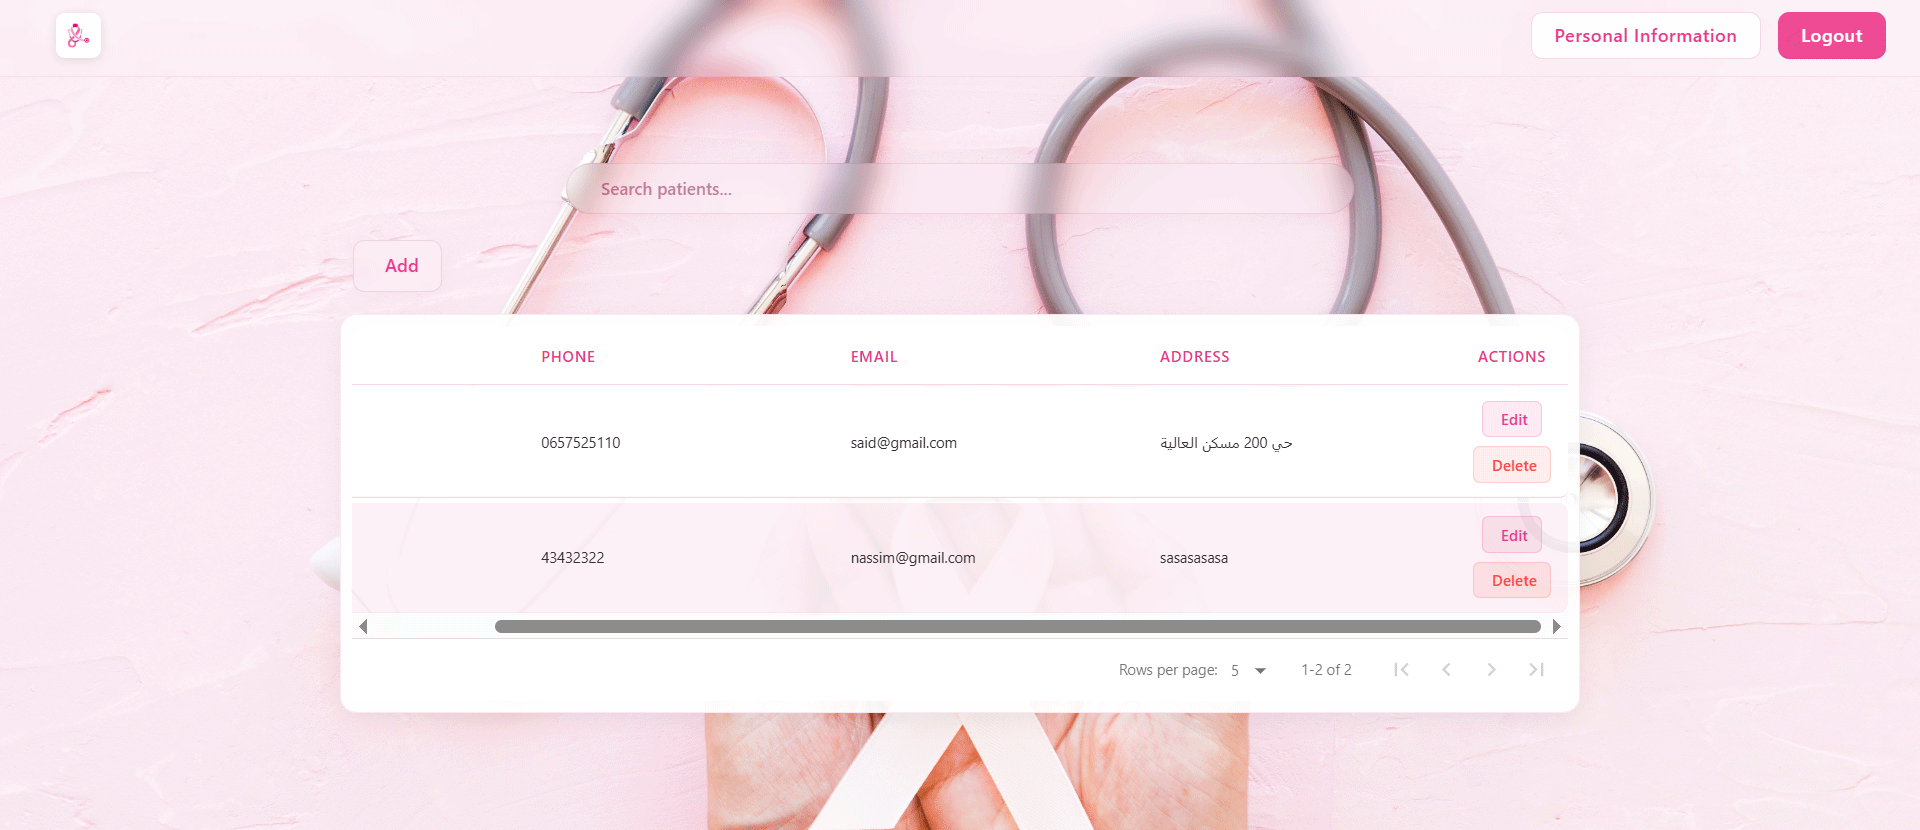 Personal Information
Logout
Search patients...
Add
PHONE EMAIL ADDRESS ACTIONS
0657525110 said@gmail.com حي 200 مسكن العالية Edit
Delete
43432322 nassim@gmail.com sasasasasa Edit
Delete
Rows per page: 5 1-2 of 2